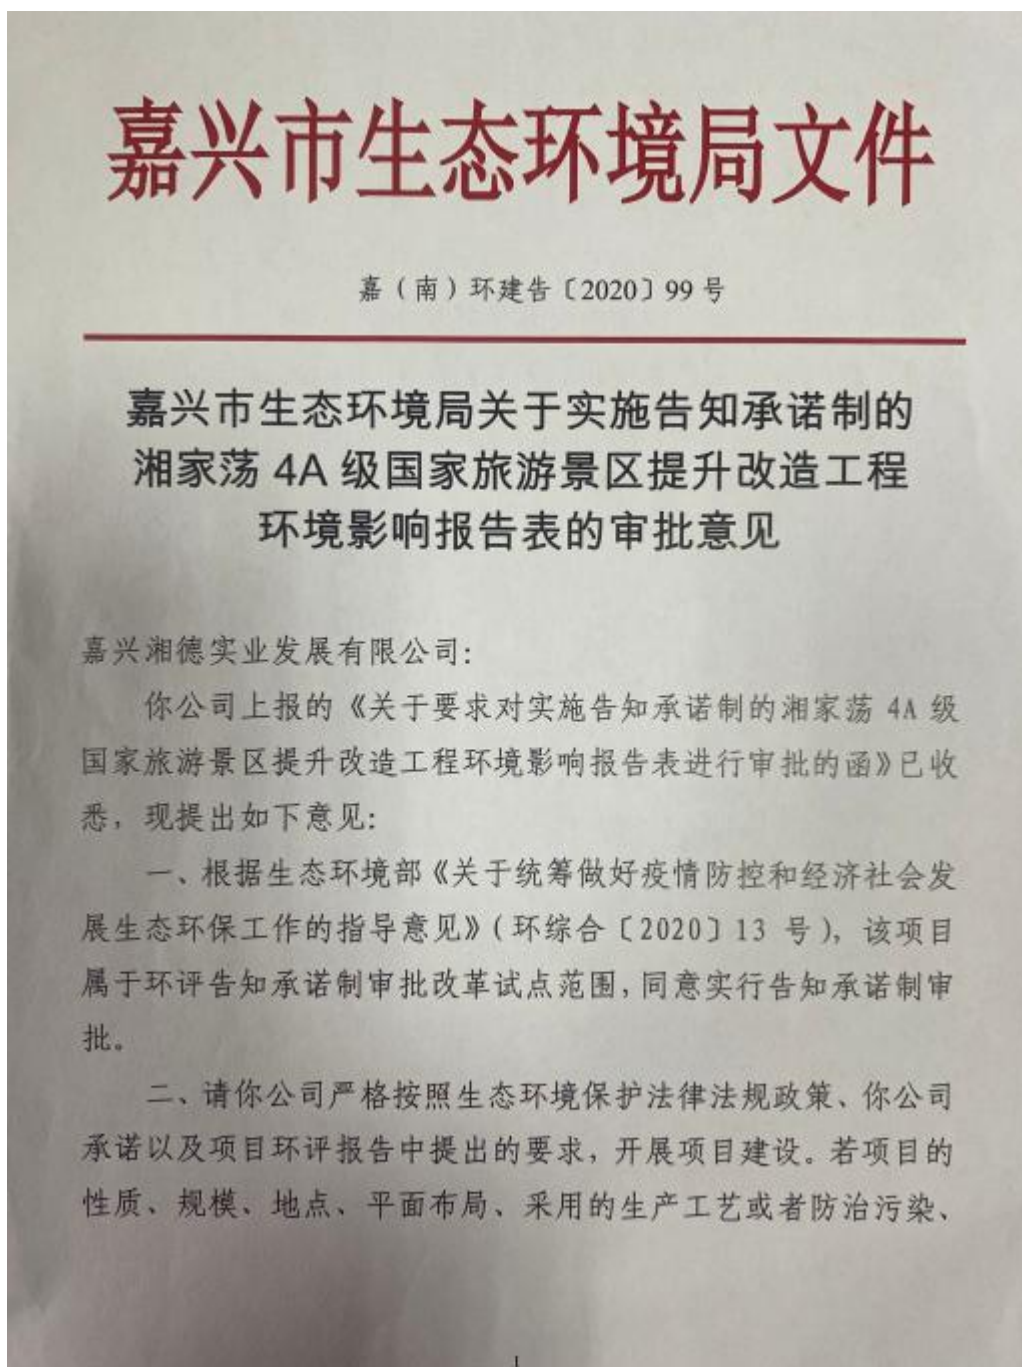 嘉兴市生态环境局文件
嘉（南）环建告〔2020〕99 号
嘉兴市生态环境局关于实施告知承诺制的
湘家荡 4A 级国家旅游景区提升改造工程
环境影响报告表的审批意见
嘉兴湘德实业发展有限公司：
你公司上报的《关于要求对实施告知承诺制的湘家荡 4A 级
国家旅游景区提升改造工程环境影响报告表进行审批的函》已收
悉，现提出如下意见：
一、根据生态环境部《关于统筹做好疫情防控和经济社会发
展生态环保工作的指导意见》（环综合〔2020〕13 号），该项目
属于环评告知承诺制审批改革试点范围，同意实行告知承诺制审
批。
二、请你公司严格按照生态环境保护法律法规政策、你公司
承诺以及项目环评报告中提出的要求，开展项目建设。若项目的
性质、规模、地点、平面布局、采用的生产工艺或者防治污染、
1